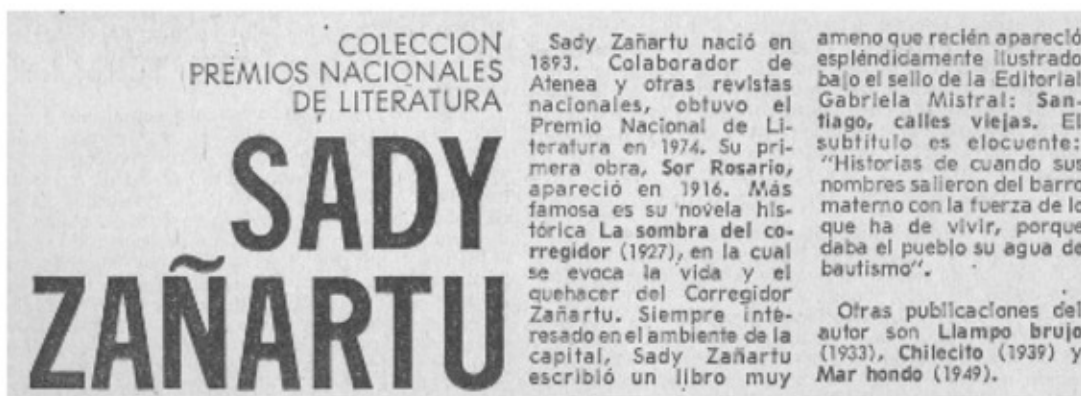 COLECCION
PREMIOS NACIONALES
DE LITERATURA
SADY
ZAÑARTU
Sady Zañartu nació en
1893. Colaborador de
Atenea y otras revistas
nacionales, obtuvo el
Premio Nacional de Li-
teratura en 1974. Su pri-
mera obra, Sor Rosario,
apareció en 1916. Más
famosa es su novela his-
tórica La sombra del co-
rregidor (1927), en la cual
se evoca la vida y el
quehacer del Corregidor
Zañartu. Siempre inte-
resado en el ambiente de la
capital, Sady Zañartu
escribió un libro muy
ameno que recién apareció
espléndidamente ilustrado
bajo el sello de la Editorial
Gabriela Mistral: San-
tiago, calles viejas. El
subtítulo es elocuente:
"Historias de cuando sus
nombres salieron del barro
materno con la fuerza de lo
que ha de vivir, porque
daba el pueblo su agua de
bautismo".
Otras publicaciones del
autor son Llampo brujo
(1933), Chilecito (1939) y
Mar hondo (1949).